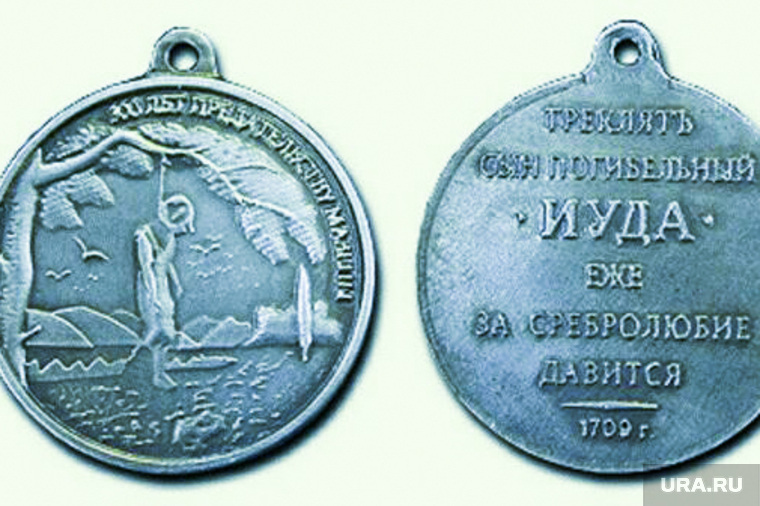 300 ЛЕТ ПРЕДАТЕЛЬСТВУ МАЗЕПЫ
ТРЕКЛЯТЪ
СЫН ПОГИБЕЛЬНЫЙ
· ИУДА ·
ЕЖЕ
ЗА СРЕБРОЛЮБИЕ
ДАВИТСЯ
1709 г.
URA.RU